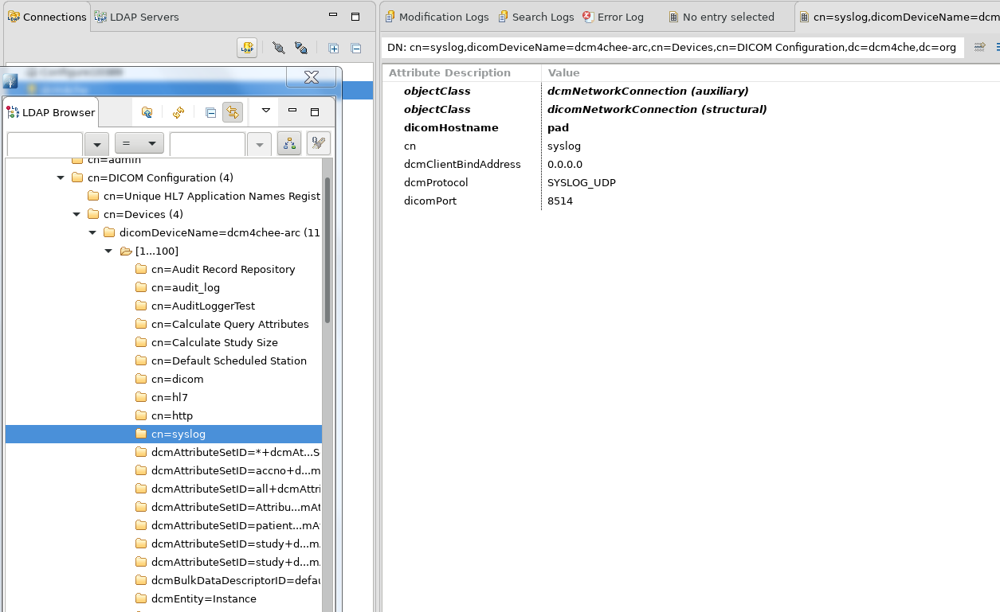 Connections
LDAP Servers
LDAP Browser
=
cn=admin
cn=DICOM Configuration (4)
cn=Unique HL7 Application Names Regist
cn=Devices (4)
dicomDeviceName=dcm4chee-arc (11
[1...100]
cn=Audit Record Repository
cn=audit_log
cn=AuditLoggerTest
cn=Calculate Query Attributes
cn=Calculate Study Size
cn=Default Scheduled Station
cn=dicom
cn=hl7
cn=http
cn=syslog
dcmAttributeSetID=*+dcmAt...S
dcmAttributeSetID=accno+d...m
dcmAttributeSetID=all+dcmAttri
dcmAttributeSetID=Attribu...mAt
dcmAttributeSetID=patient...mA
dcmAttributeSetID=study+d...m
dcmAttributeSetID=study+d...m
dcmBulkDataDescriptorID=defau
dcmEntity=Instance
Modification Logs
Search Logs
Error Log
No entry selected
cn=syslog,dicomDeviceName=dcm
DN: cn=syslog,dicomDeviceName=dcm4chee-arc,cn=Devices,cn=DICOM Configuration,dc=dcm4che,dc=org
Attribute Description Value
objectClass dcmNetworkConnection (auxiliary)
objectClass dicomNetworkConnection (structural)
dicomHostname pad
cn syslog
dcmClientBindAddress 0.0.0.0
dcmProtocol SYSLOG_UDP
dicomPort 8514